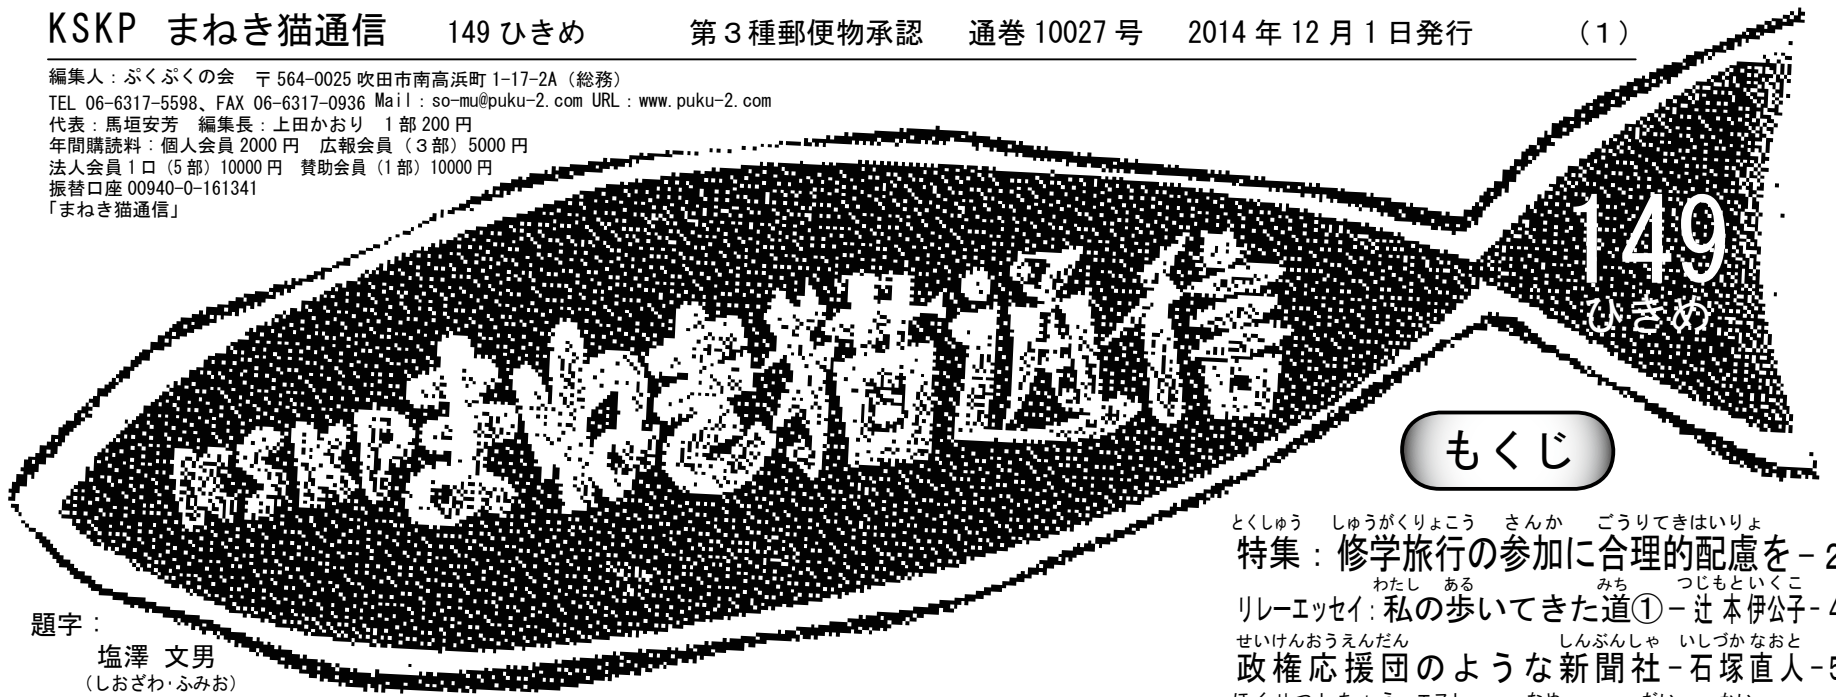 KSKP まねき猫通信 149 ひきめ 第３種郵便物承認 通巻 10027 号 2014 年 12 月 1 日発行 （１）
編集人：ぷくぷくの会 〒 564-0025 吹田市南高浜町 1-17-2A（総務）
TEL 06-6317-5598、FAX 06-6317-0936 Mail：so-mu@puku-2.com URL：www.puku-2.com
代表：馬垣安芳 編集長：上田かおり 1 部 200 円
年間購読料：個人会員 2000 円 広報会員（３部）5000 円
法人会員 1 口（5 部）10000 円 賛助会員（1 部）10000 円
振替口座 00940-0-161341
「まねき猫通信」
149
ひきめ
KSKPまねき猫通信
もくじ
とくしゅう しゅうがくりょこう さんか ごうりてきはいりょ
特集：修学旅行の参加に合理的配慮を－2
わたし ある みち つじもといくこ
リレーエッセイ：私の歩いてきた道①－辻本伊公子－4
せいけんおうえんだん しんぶんしゃ いしづかなおと
政権応援団のような新聞社－石塚直人－5
題字：
塩澤 文男
（しおざわ・ふみお）